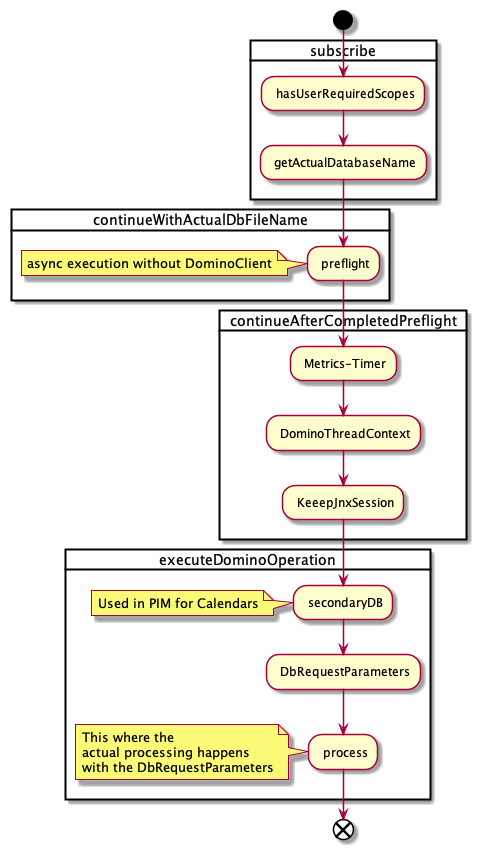 subscribe
hasUserRequiredScopes
getActualDatabaseName
continueWithActualDbFileName
async execution without DominoClient
preflight
continueAfterCompletedPreflight
Metrics-Timer
DominoThreadContext
KeeepJnxSession
executeDominoOperation
Used in PIM for Calendars
secondaryDB
DbRequestParameters
This where the
actual processing happens
with the DbRequestParameters
process